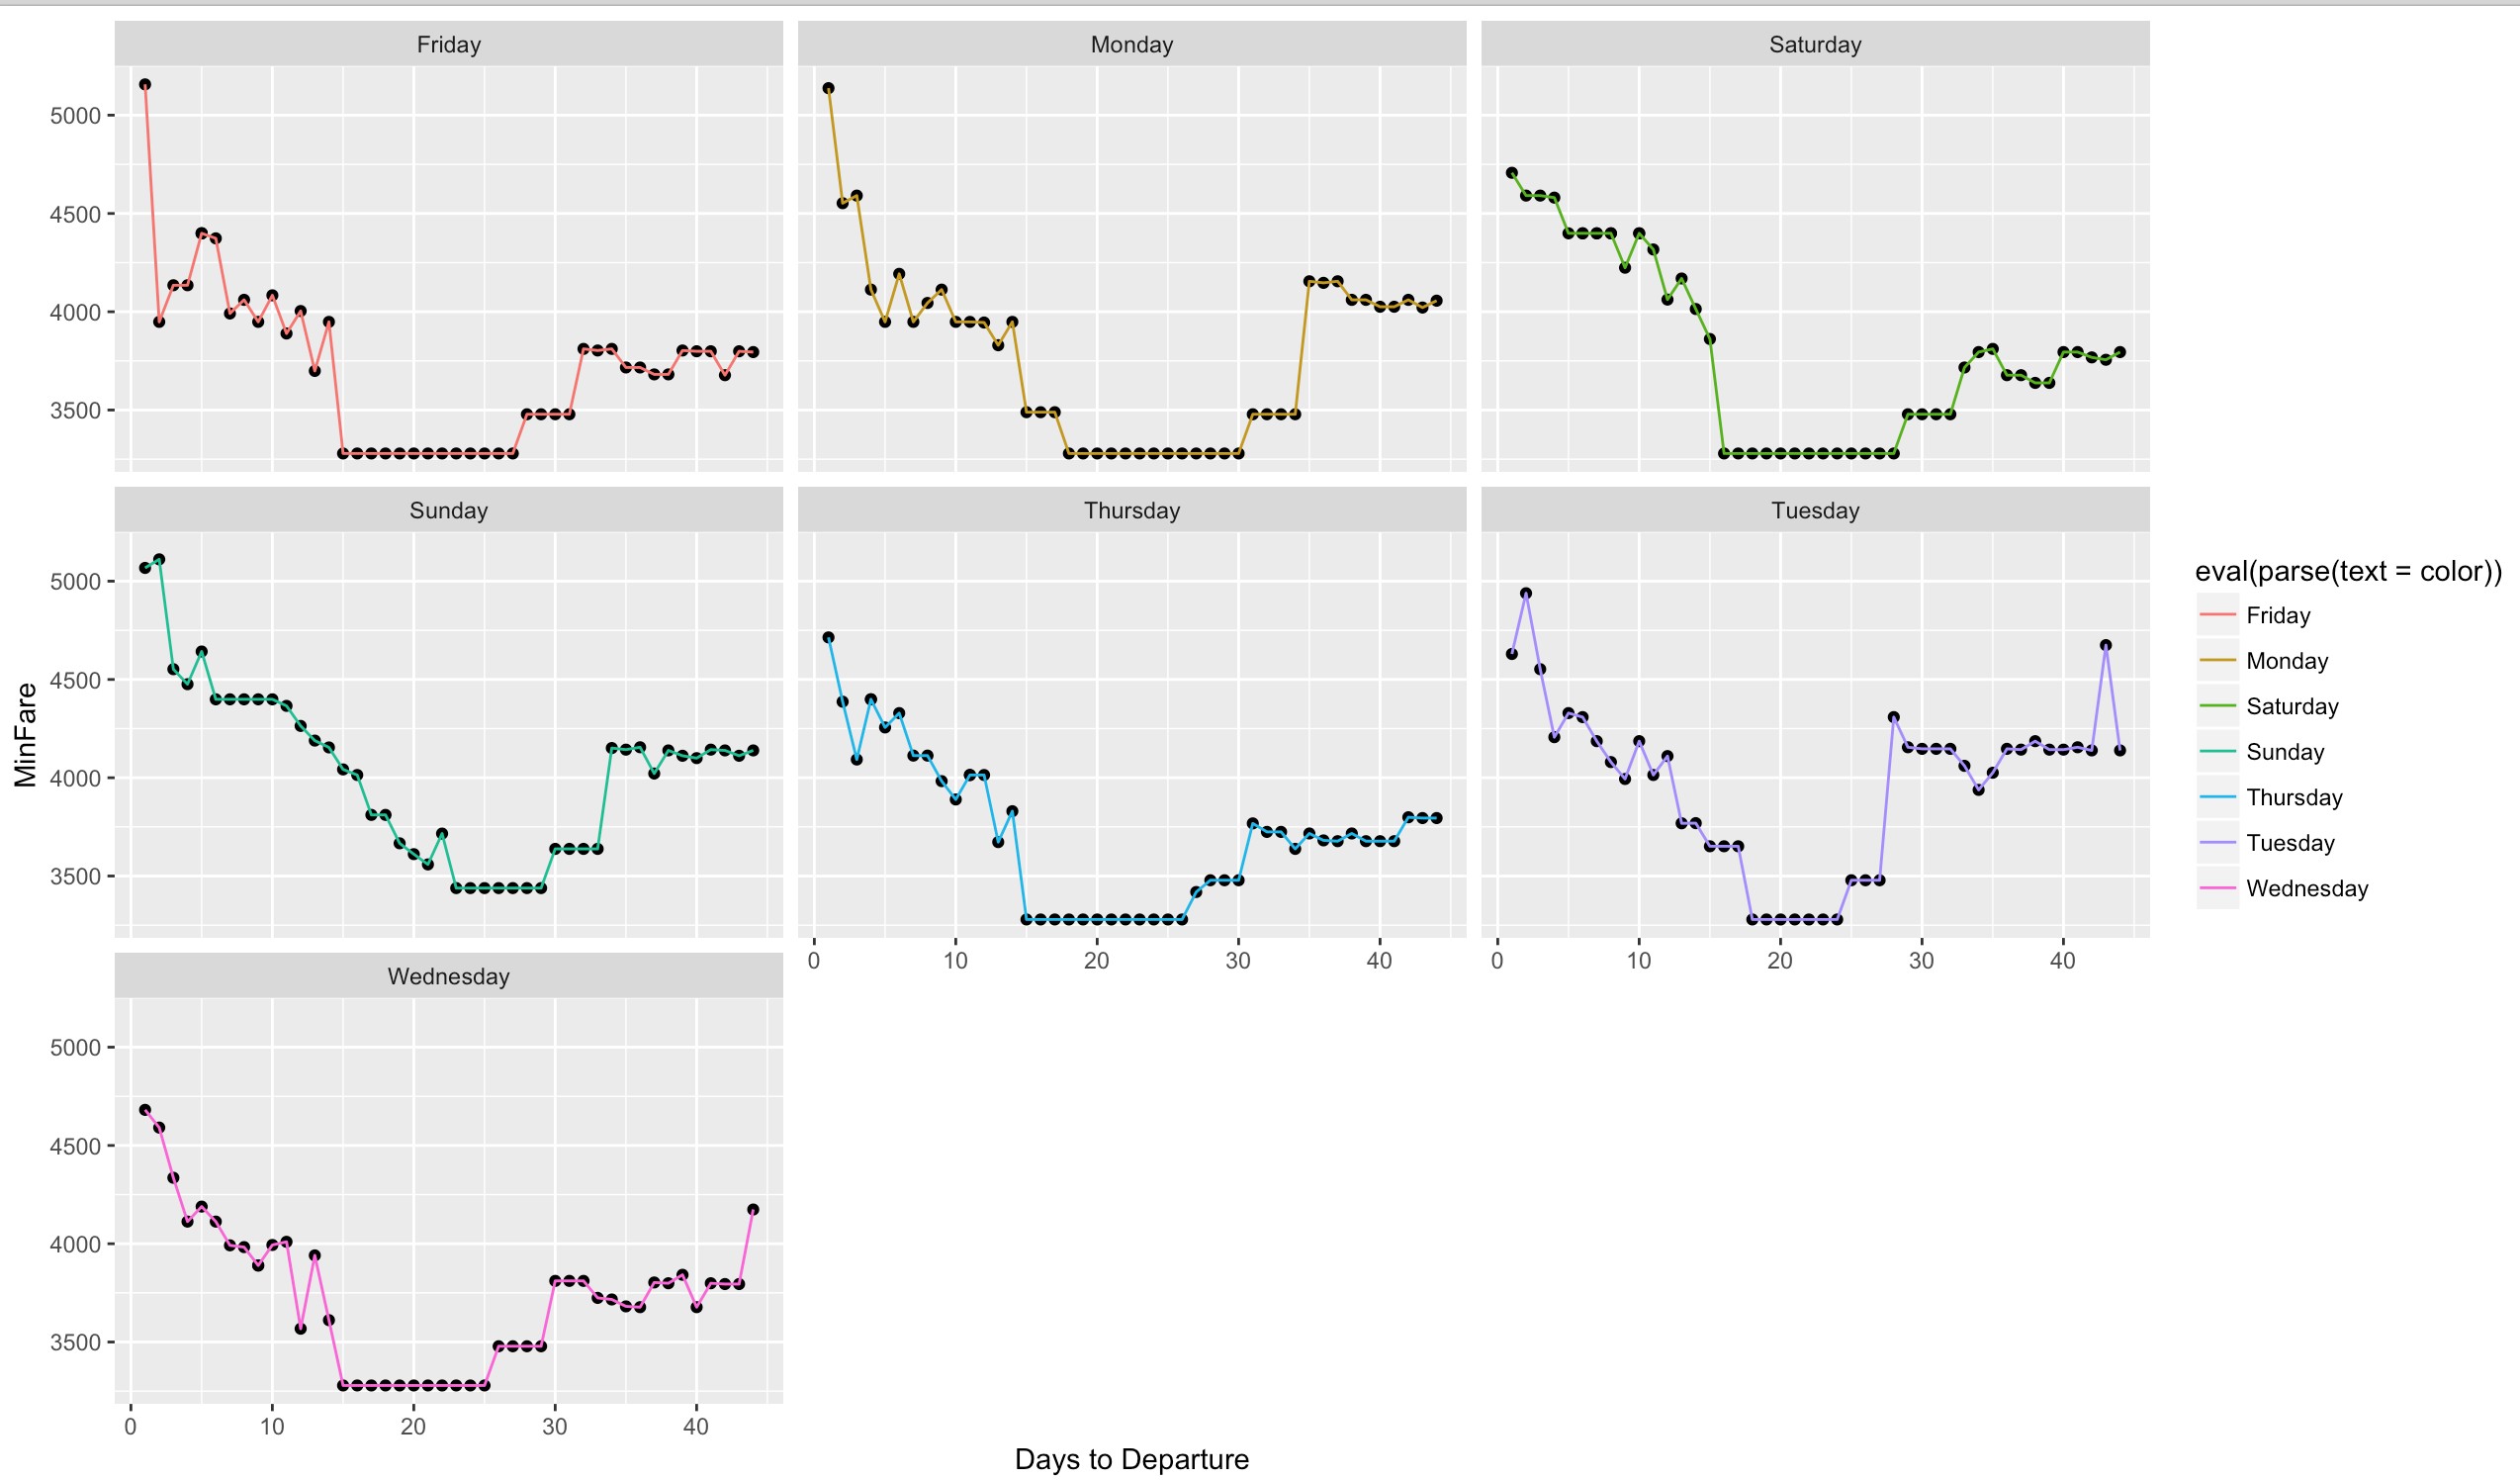 Friday
Monday
Saturday
5000
4500
4000
3500
Sunday
Thursday
Tuesday
5000
4500
4000
3500
0 10 20 30 40
0 10 20 30 40
Wednesday
5000
4500
4000
3500
0 10 20 30 40
MinFare
Days to Departure
eval(parse(text = color))
Friday
Monday
Saturday
Sunday
Thursday
Tuesday
Wednesday